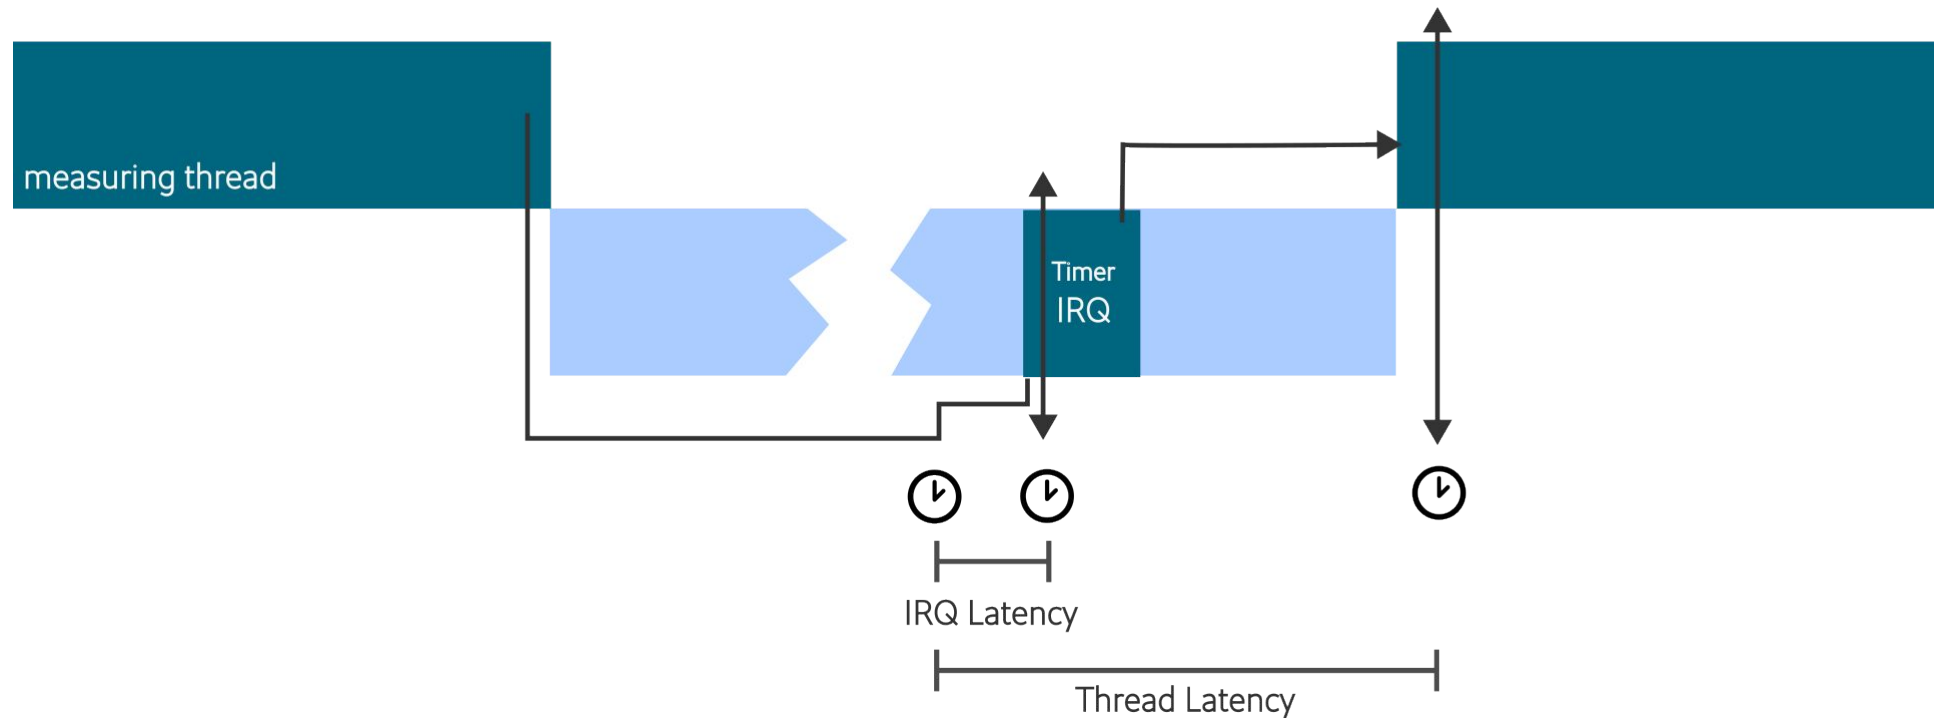 measuring thread
Timer
IRQ
IRQ Latency
Thread Latency